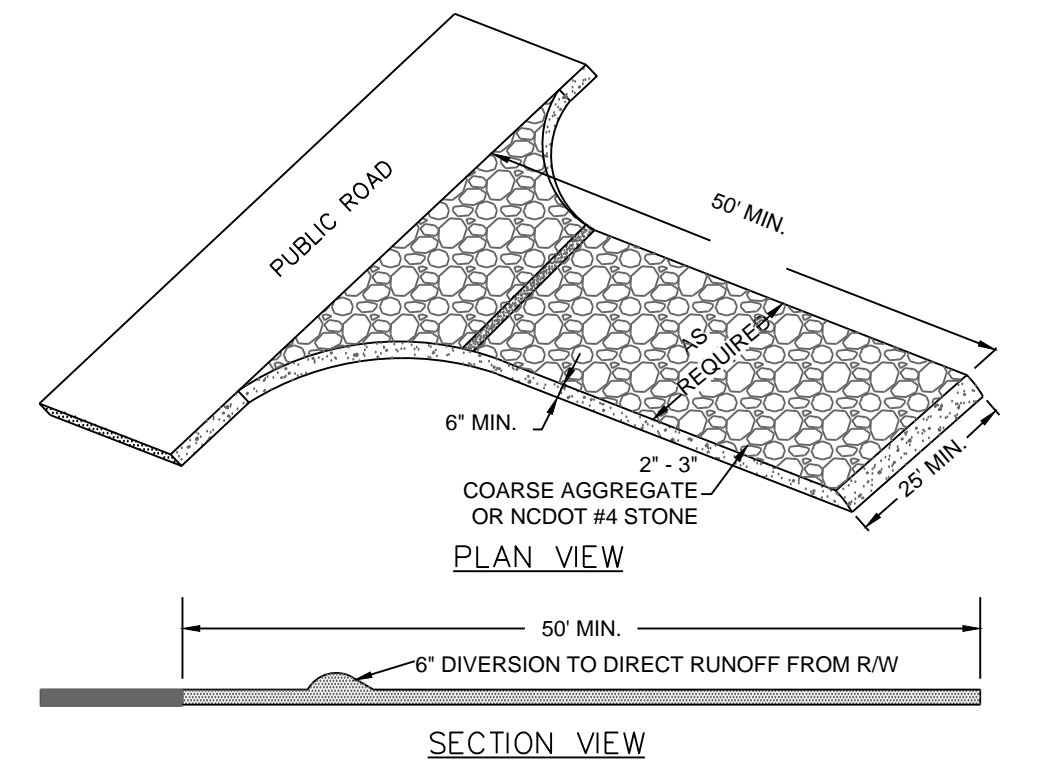 PUBLIC ROAD
50' MIN.
AS
REQUIRED
6" MIN.
2" - 3"
COARSE AGGREGATE
OR NCDOT #4 STONE
25' MIN.
PLAN VIEW
50' MIN.
6" DIVERSION TO DIRECT RUNOFF FROM R/W
SECTION VIEW